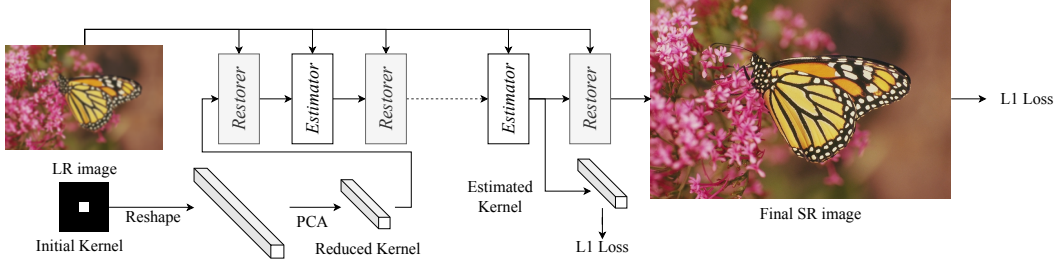 Restorer
Estimator
Restorer
Estimator
Restorer
L1 Loss
LR image
Reshape
PCA
Initial Kernel
Reduced Kernel
Estimated
Kernel
L1 Loss
Final SR image